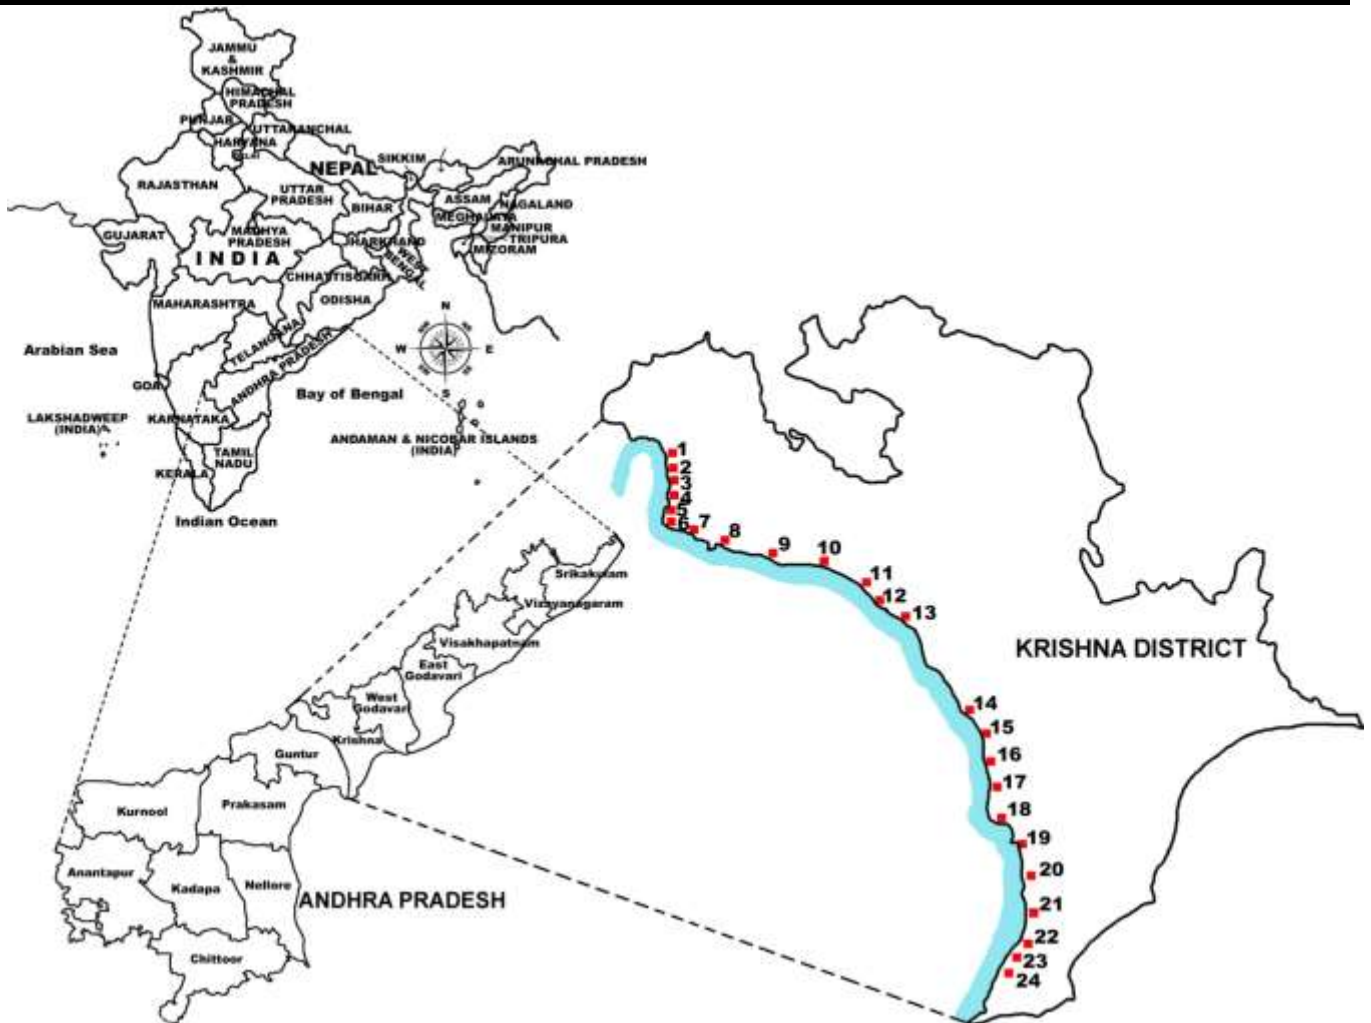 JAMMU
&
KASHMIR
HIMACHAL
PRADESH
PUNJAB
UTTARANCHAL
HARYANA
DELHI
NEPAL
SIKKIM
ARUNACHAL PRADESH
RAJASTHAN
UTTAR
PRADESH
BIHAR
ASSAM
NAGALAND
MEGHALAYA
MANIPUR
TRIPURA
MIZORAM
GUJARAT
MADHYA
PRADESH
JHARKHAND
WEST
BENGAL
INDIA
CHHATTISGARH
MAHARASHTRA
ODISHA
TELANGANA
ANDHRA PRADESH
Arabian Sea
GOA
Bay of Bengal
KARNATAKA
LAKSHADWEEP
(INDIA)
ANDAMAN & NICOBAR ISLANDS
(INDIA)
TAMIL
NADU
KERALA
Indian Ocean
N
W
E
S
Srikakulam
Vizayanagaram
Visakhapatnam
East
Godavari
West
Godavari
Krishna
Guntur
Prakasam
Kurnool
Anantapur
Kadapa
Nellore
Chittoor
ANDHRA PRADESH
KRISHNA DISTRICT
1
2
3
4
5
6
7
8
9
10
11
12
13
14
15
16
17
18
19
20
21
22
23
24